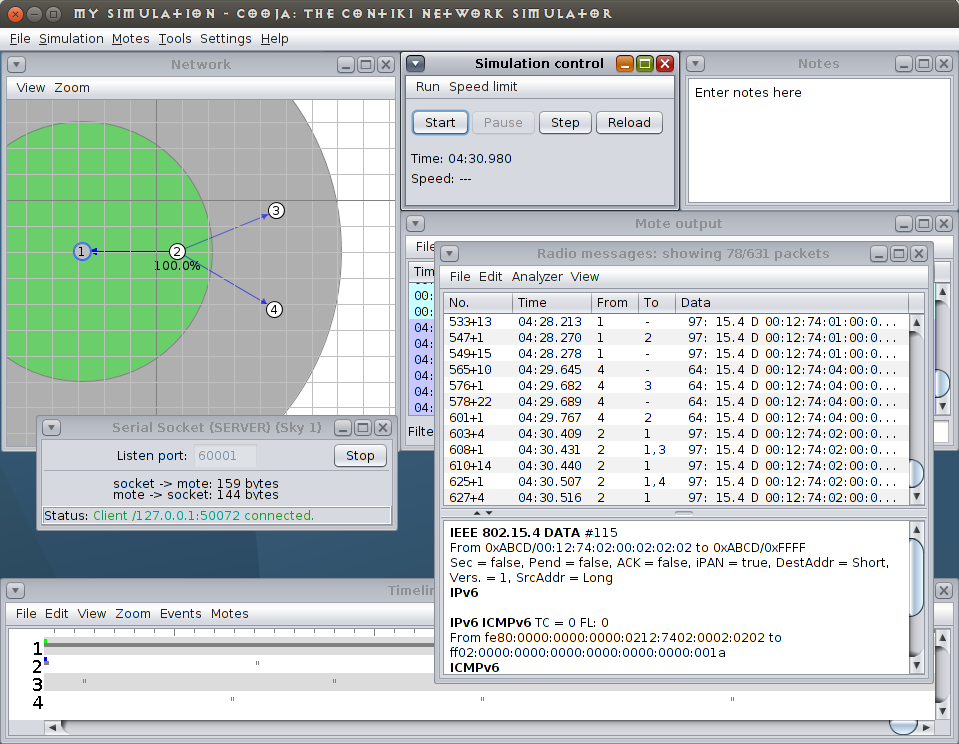 MY SIMULATION - COOJA: THE CONTIKI NETWORK SIMULATOR
File Simulation Motes Tools Settings Help
Network
View Zoom
1
2
3
4
100.0%
Simulation control
Run Speed limit
Start Pause Step Reload
Time: 04:30.980
Speed: ---
Notes
Enter notes here
Mote output
File
Tim
00:
00:
04:
04:
04:
04:
04:
04:
Filte
Radio messages: showing 78/631 packets
File Edit Analyzer View
No. Time From To Data
533+13 04:28.213 1 - 97: 15.4 D 00:12:74:01:00:0...
547+1 04:28.270 1 2 97: 15.4 D 00:12:74:01:00:0...
549+15 04:28.278 1 - 97: 15.4 D 00:12:74:01:00:0...
565+10 04:29.645 4 - 64: 15.4 D 00:12:74:04:00:0...
576+1 04:29.682 4 3 64: 15.4 D 00:12:74:04:00:0...
578+22 04:29.689 4 - 64: 15.4 D 00:12:74:04:00:0...
601+1 04:29.767 4 2 64: 15.4 D 00:12:74:04:00:0...
603+4 04:30.409 2 1 97: 15.4 D 00:12:74:02:00:0...
608+1 04:30.431 2 1,3 97: 15.4 D 00:12:74:02:00:0...
610+14 04:30.440 2 1 97: 15.4 D 00:12:74:02:00:0...
625+1 04:30.507 2 1,4 97: 15.4 D 00:12:74:02:00:0...
627+4 04:30.516 2 1 97: 15.4 D 00:12:74:02:00:0...
IEEE 802.15.4 DATA #115
From 0xABCD/00:12:74:02:00:02:02:02 to 0xABCD/0xFFFF
Sec = false, Pend = false, ACK = false, iPAN = true, DestAddr = Short,
Vers. = 1, SrcAddr = Long
IPv6
IPv6 ICMPv6 TC = 0 FL: 0
From fe80:0000:0000:0000:0212:7402:0002:0202 to
ff02:0000:0000:0000:0000:0000:0000:001a
ICMPv6
Serial Socket (SERVER) (Sky 1)
Listen port: 60001 Stop
socket -> mote: 159 bytes
mote -> socket: 144 bytes
Status: Client /127.0.0.1:50072 connected.
Timelin
File Edit View Zoom Events Motes
1
2
3
4